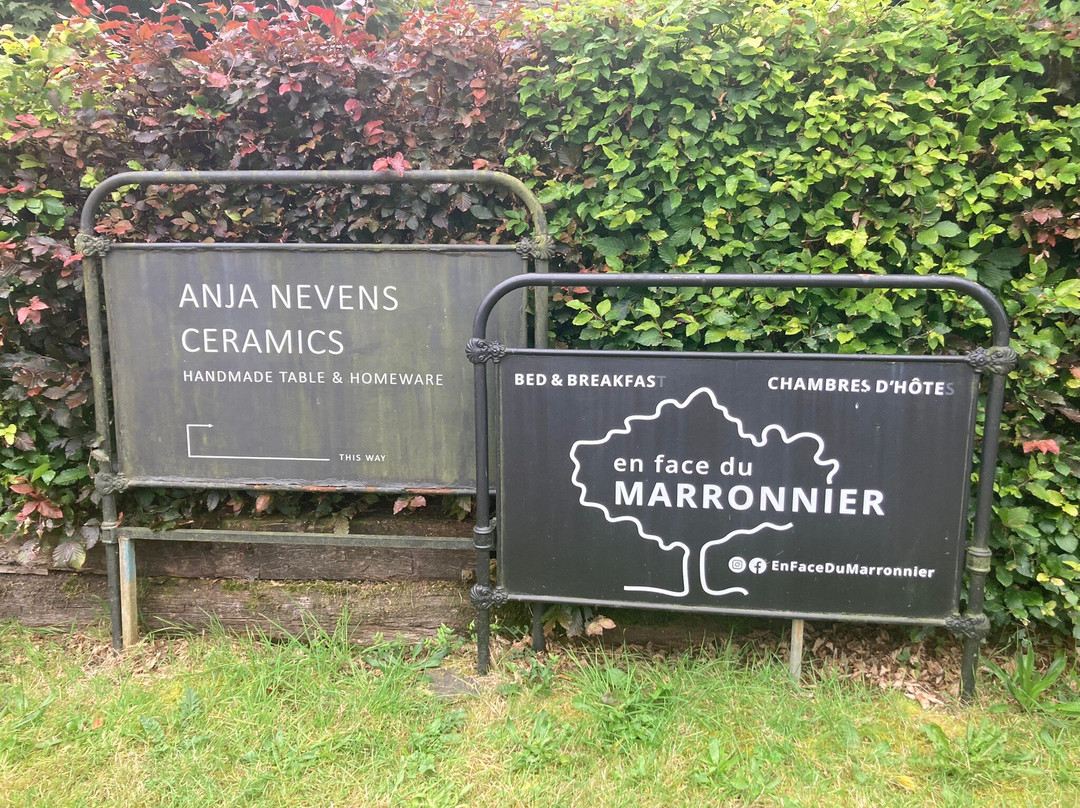 ANJA NEVENS
CERAMICS
HANDMADE TABLE & HOMEWARE
THIS WAY
BED & BREAKFAST
CHAMBRES D'HÔTES
en face du
MARRONNIER
EnFaceDuMarronnier